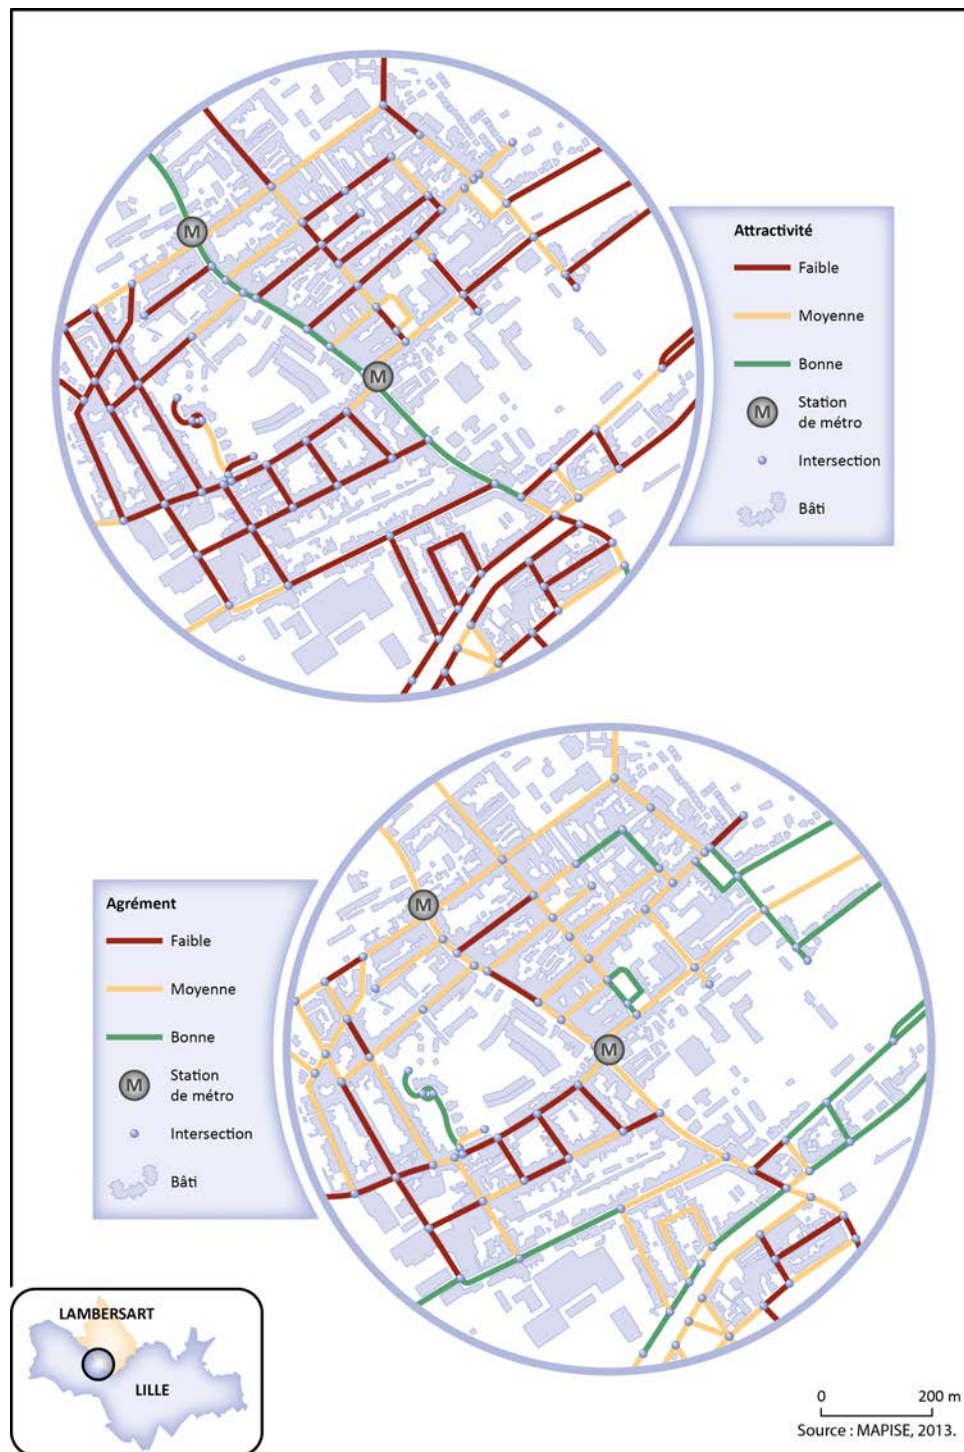 M
M
Attractivité
Faible
Moyenne
Bonne
M
Station
de métro
Intersection
Bâti
M
M
Agrément
Faible
Moyenne
Bonne
M
Station
de métro
Intersection
Bâti
LAMBERSART
LILLE
0 200 m
Source : MAPISE, 2013.